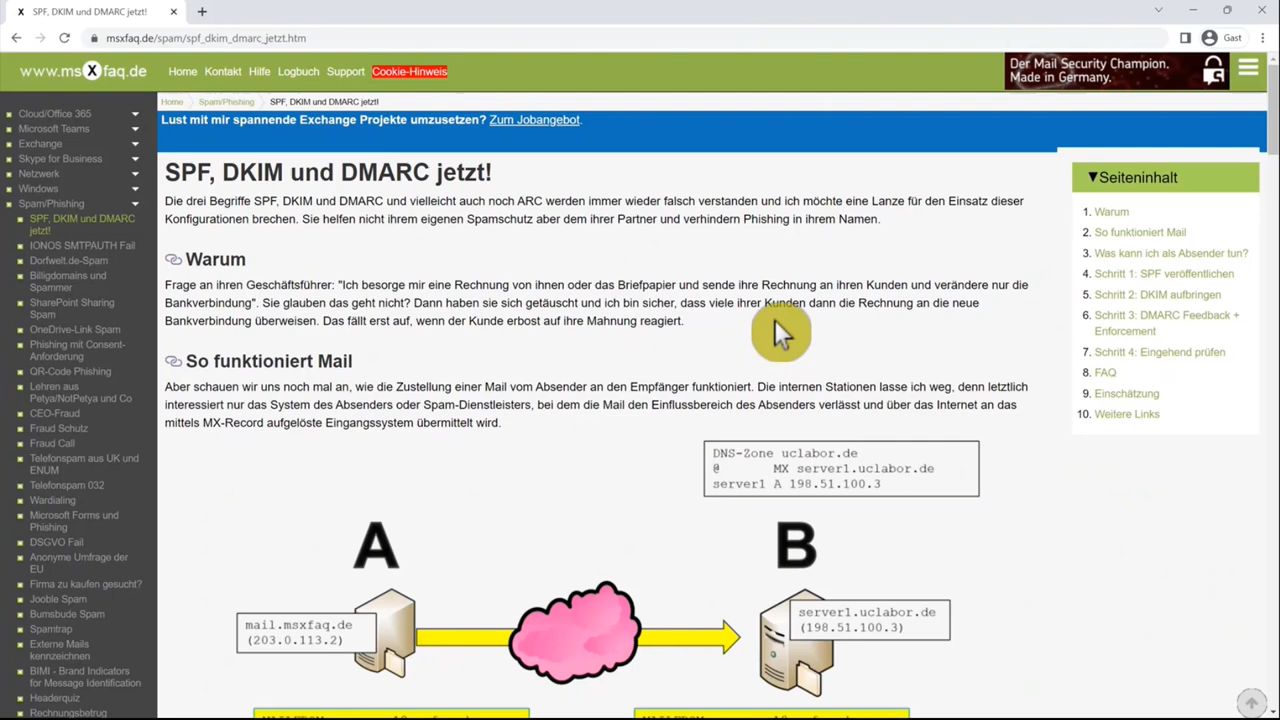 X SPF, DKIM und DMARC jetzt!
msxfaq.de/spam/spf_dkim_dmarc_jetzt.htm
Gast
www.msXfaq.de
Home Kontakt Hilfe Logbuch Support Cookie-Hinweis
Der Mail Security Champion.
Made in Germany.
Cloud/Office 365
Microsoft Teams
Exchange
Skype for Business
Netzwerk
Windows
Spam/Phishing
SPF, DKIM und DMARC
jetzt!
IONOS SMTPAUTH Fail
Dorfwelt.de-Spam
Billigdomains und
Spammer
SharePoint Sharing
Spam
OneDrive-Link Spam
Phishing mit Consent-
Anforderung
QR-Code Phishing
Lehren aus
Petya/NotPetya und Co
CEO-Fraud
Fraud Schutz
Fraud Call
Telefonspam aus UK und
ENUM
Telefonspam 032
Wardialing
Microsoft Forms und
Phishing
DSGVO Fail
Anonyme Umfrage der
EU
Firma zu kaufen gesucht?
Jooble Spam
Bumsbude Spam
Spamtrap
Externe Mails
kennzeichnen
BIMI - Brand Indicators
for Message Identification
Headerquiz
Rechnungsbetrug
Home Spam/Phishing SPF, DKIM und DMARC jetzt!
Lust mit mir spannende Exchange Projekte umzusetzen? Zum Jobangebot.
SPF, DKIM und DMARC jetzt!
Die drei Begriffe SPF, DKIM und DMARC und vielleicht auch noch ARC werden immer wieder falsch verstanden und ich möchte eine Lanze für den Einsatz dieser
Konfigurationen brechen. Sie helfen nicht ihrem eigenen Spamschutz aber dem ihrer Partner und verhindern Phishing in ihrem Namen.
Warum
Frage an ihren Geschäftsführer: "Ich besorge mir eine Rechnung von ihnen oder das Briefpapier und sende ihre Rechnung an ihren Kunden und verändere nur die
Bankverbindung". Sie glauben das geht nicht? Dann haben sie sich getäuscht und ich bin sicher, dass viele ihrer Kunden dann die Rechnung an die neue
Bankverbindung überweisen. Das fällt erst auf, wenn der Kunde erbost auf ihre Mahnung reagiert.
So funktioniert Mail
Aber schauen wir uns noch mal an, wie die Zustellung einer Mail vom Absender an den Empfänger funktioniert. Die internen Stationen lasse ich weg, denn letztlich
interessiert nur das System des Absenders oder Spam-Dienstleisters, bei dem die Mail den Einflussbereich des Absenders verlässt und über das Internet an das
mittels MX-Record aufgelöste Eingangssystem übermittelt wird.
DNS-Zone uclabor.de
@ MX server1.uclabor.de
server1 A 198.51.100.3
A
B
mail.msxfaq.de
(203.0.113.2)
server1.uclabor.de
(198.51.100.3)
▼Seiteninhalt
1. Warum
2. So funktioniert Mail
3. Was kann ich als Absender tun?
4. Schritt 1: SPF veröffentlichen
5. Schritt 2: DKIM aufbringen
6. Schritt 3: DMARC Feedback +
Enforcement
7. Schritt 4: Eingehend prüfen
8. FAQ
9. Einschätzung
10. Weitere Links